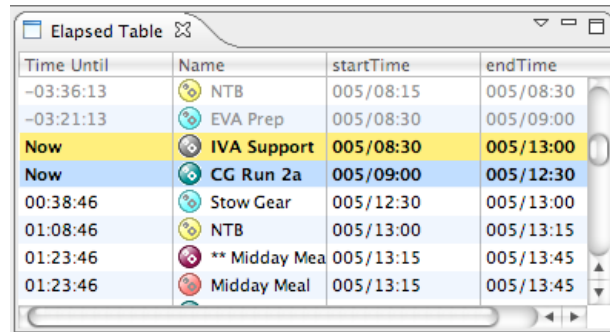 Elapsed Table
Time Until Name startTime endTime
-03:36:13 NTB 005/08:15 005/08:30
-03:21:13 EVA Prep 005/08:30 005/09:00
Now IVA Support 005/08:30 005/13:00
Now CG Run 2a 005/09:00 005/12:30
00:38:46 Stow Gear 005/12:30 005/13:00
01:08:46 NTB 005/13:00 005/13:15
01:23:46 ** Midday Mea 005/13:15 005/13:45
01:23:46 Midday Meal 005/13:15 005/13:45